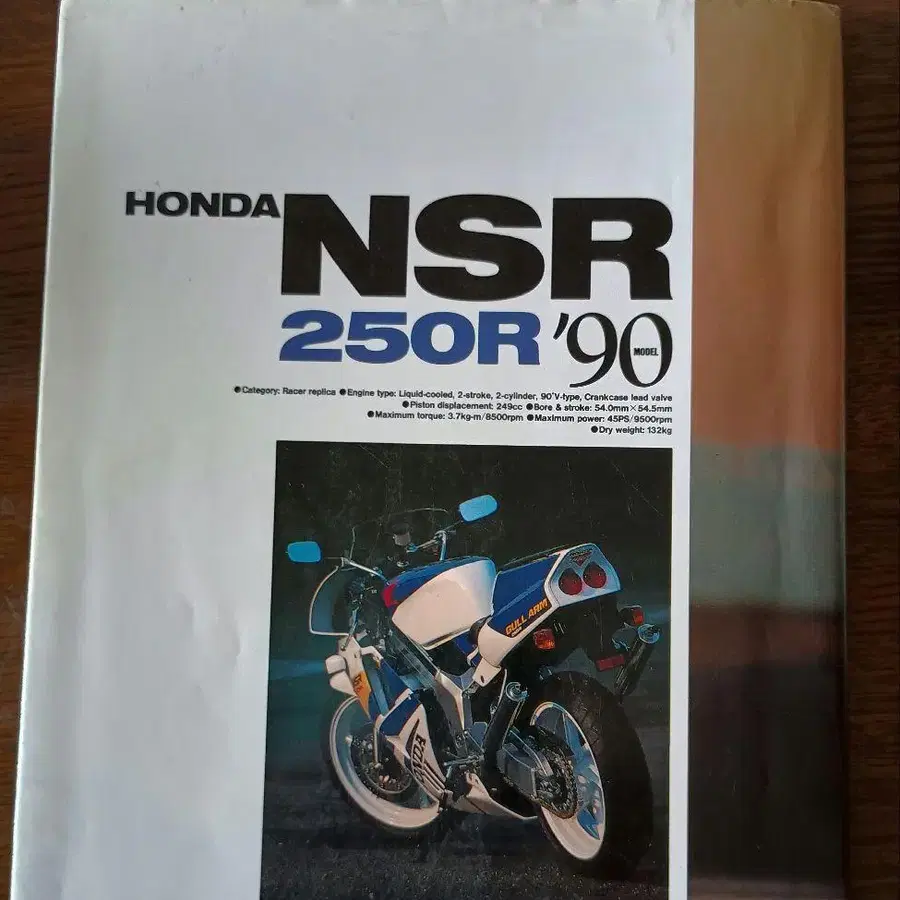 HONDA NSR
250R '90 MODEL
●Category: Racer replica ●Engine type: Liquid-cooled, 2-stroke, 2-cylinder, 90°V-type, Crankcase lead valve
●Piston displacement: 249cc ●Bore & stroke: 54.0mm×54.5mm
●Maximum torque: 3.7kg-m/8500rpm ●Maximum power: 45PS/9500rpm
●Dry weight: 132kg
GULL ARM